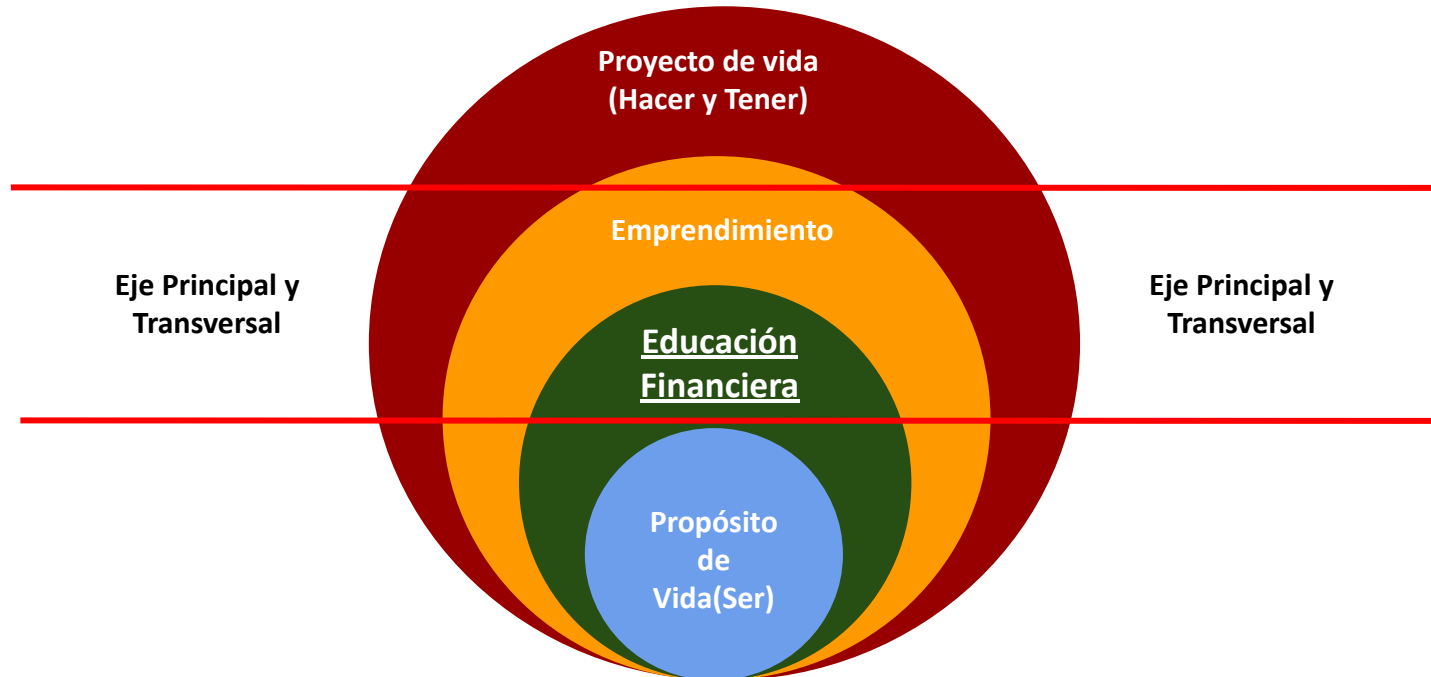 Proyecto de vida
(Hacer y Tener)
Emprendimiento
Eje Principal y
Transversal
Eje Principal y
Transversal
Educación
Financiera
Propósito
de
Vida(Ser)